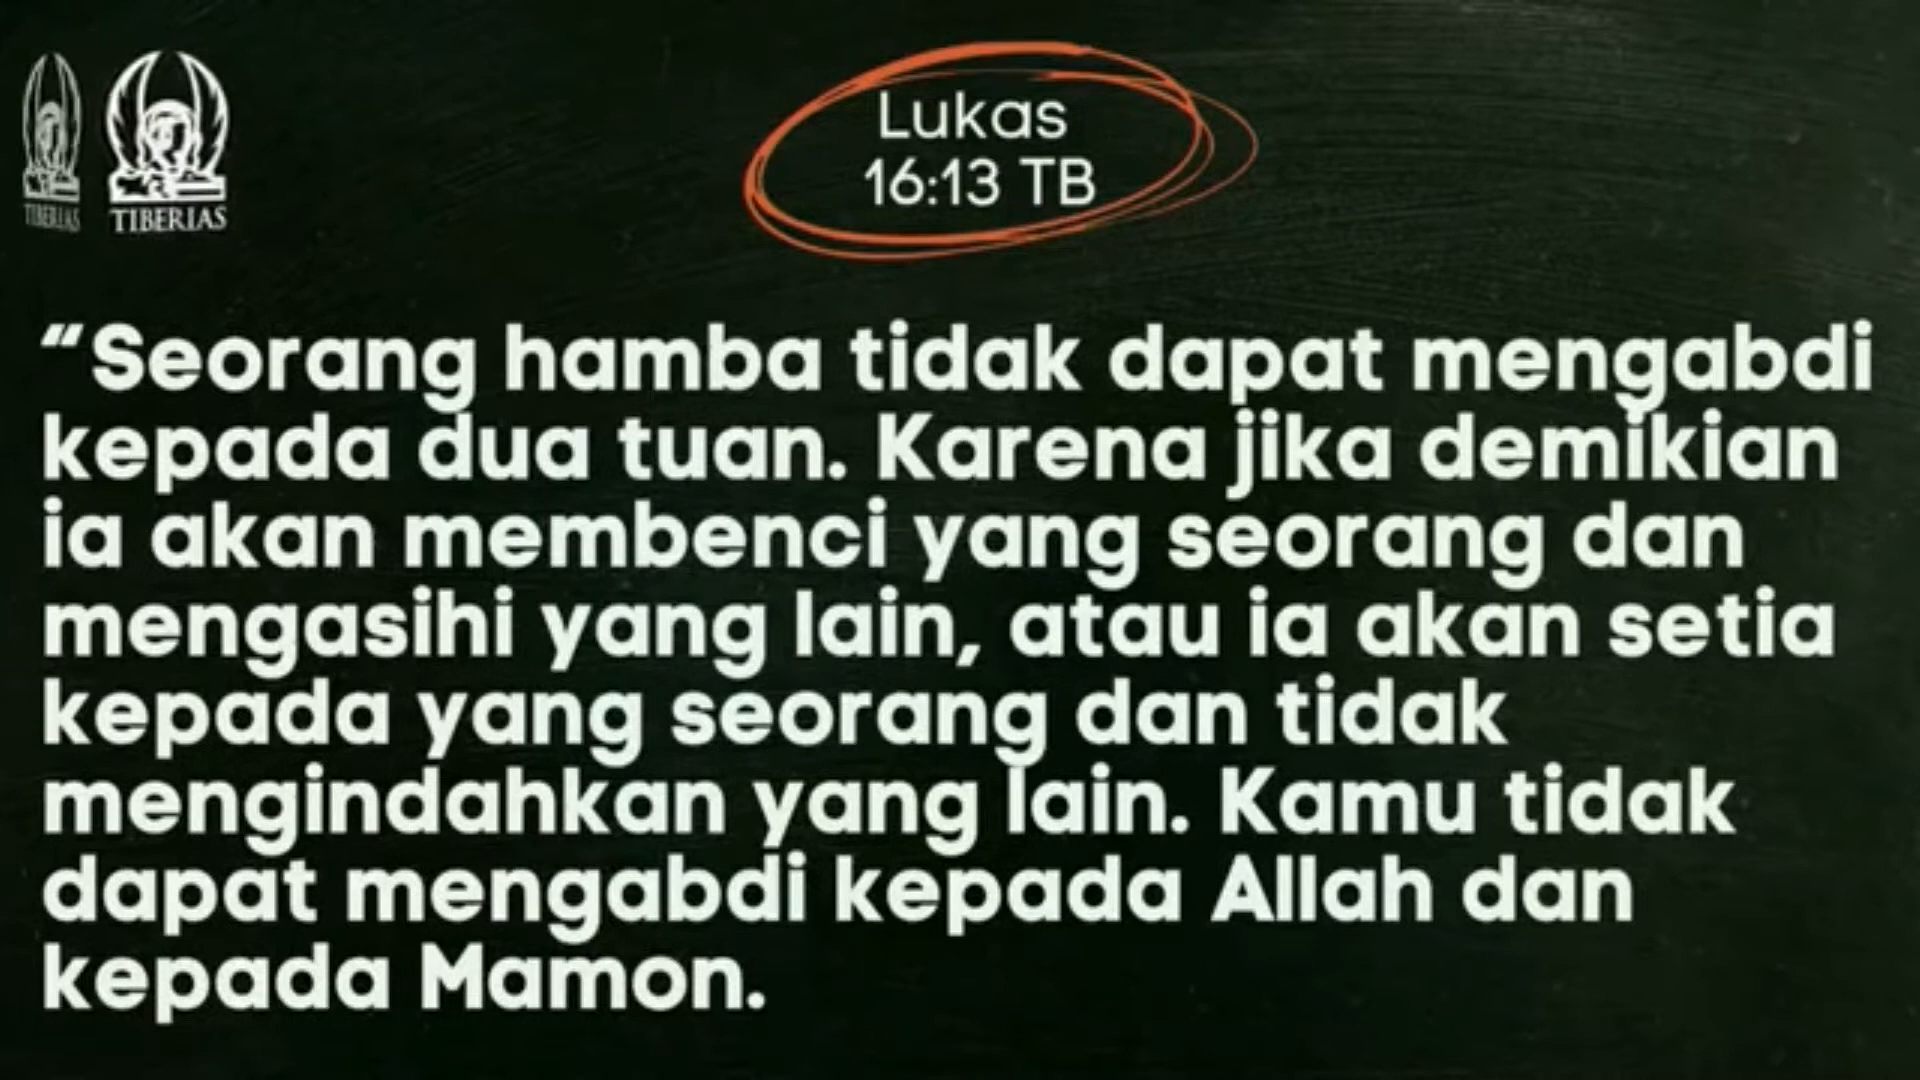 TIBERIAS
TIBERIAS
Lukas
16:13 TB
“Seorang hamba tidak dapat mengabdi
kepada dua tuan. Karena jika demikian
ia akan membenci yang seorang dan
mengasihi yang lain, atau ia akan setia
kepada yang seorang dan tidak
mengindahkan yang lain. Kamu tidak
dapat mengabdi kepada Allah dan
kepada Mamon.